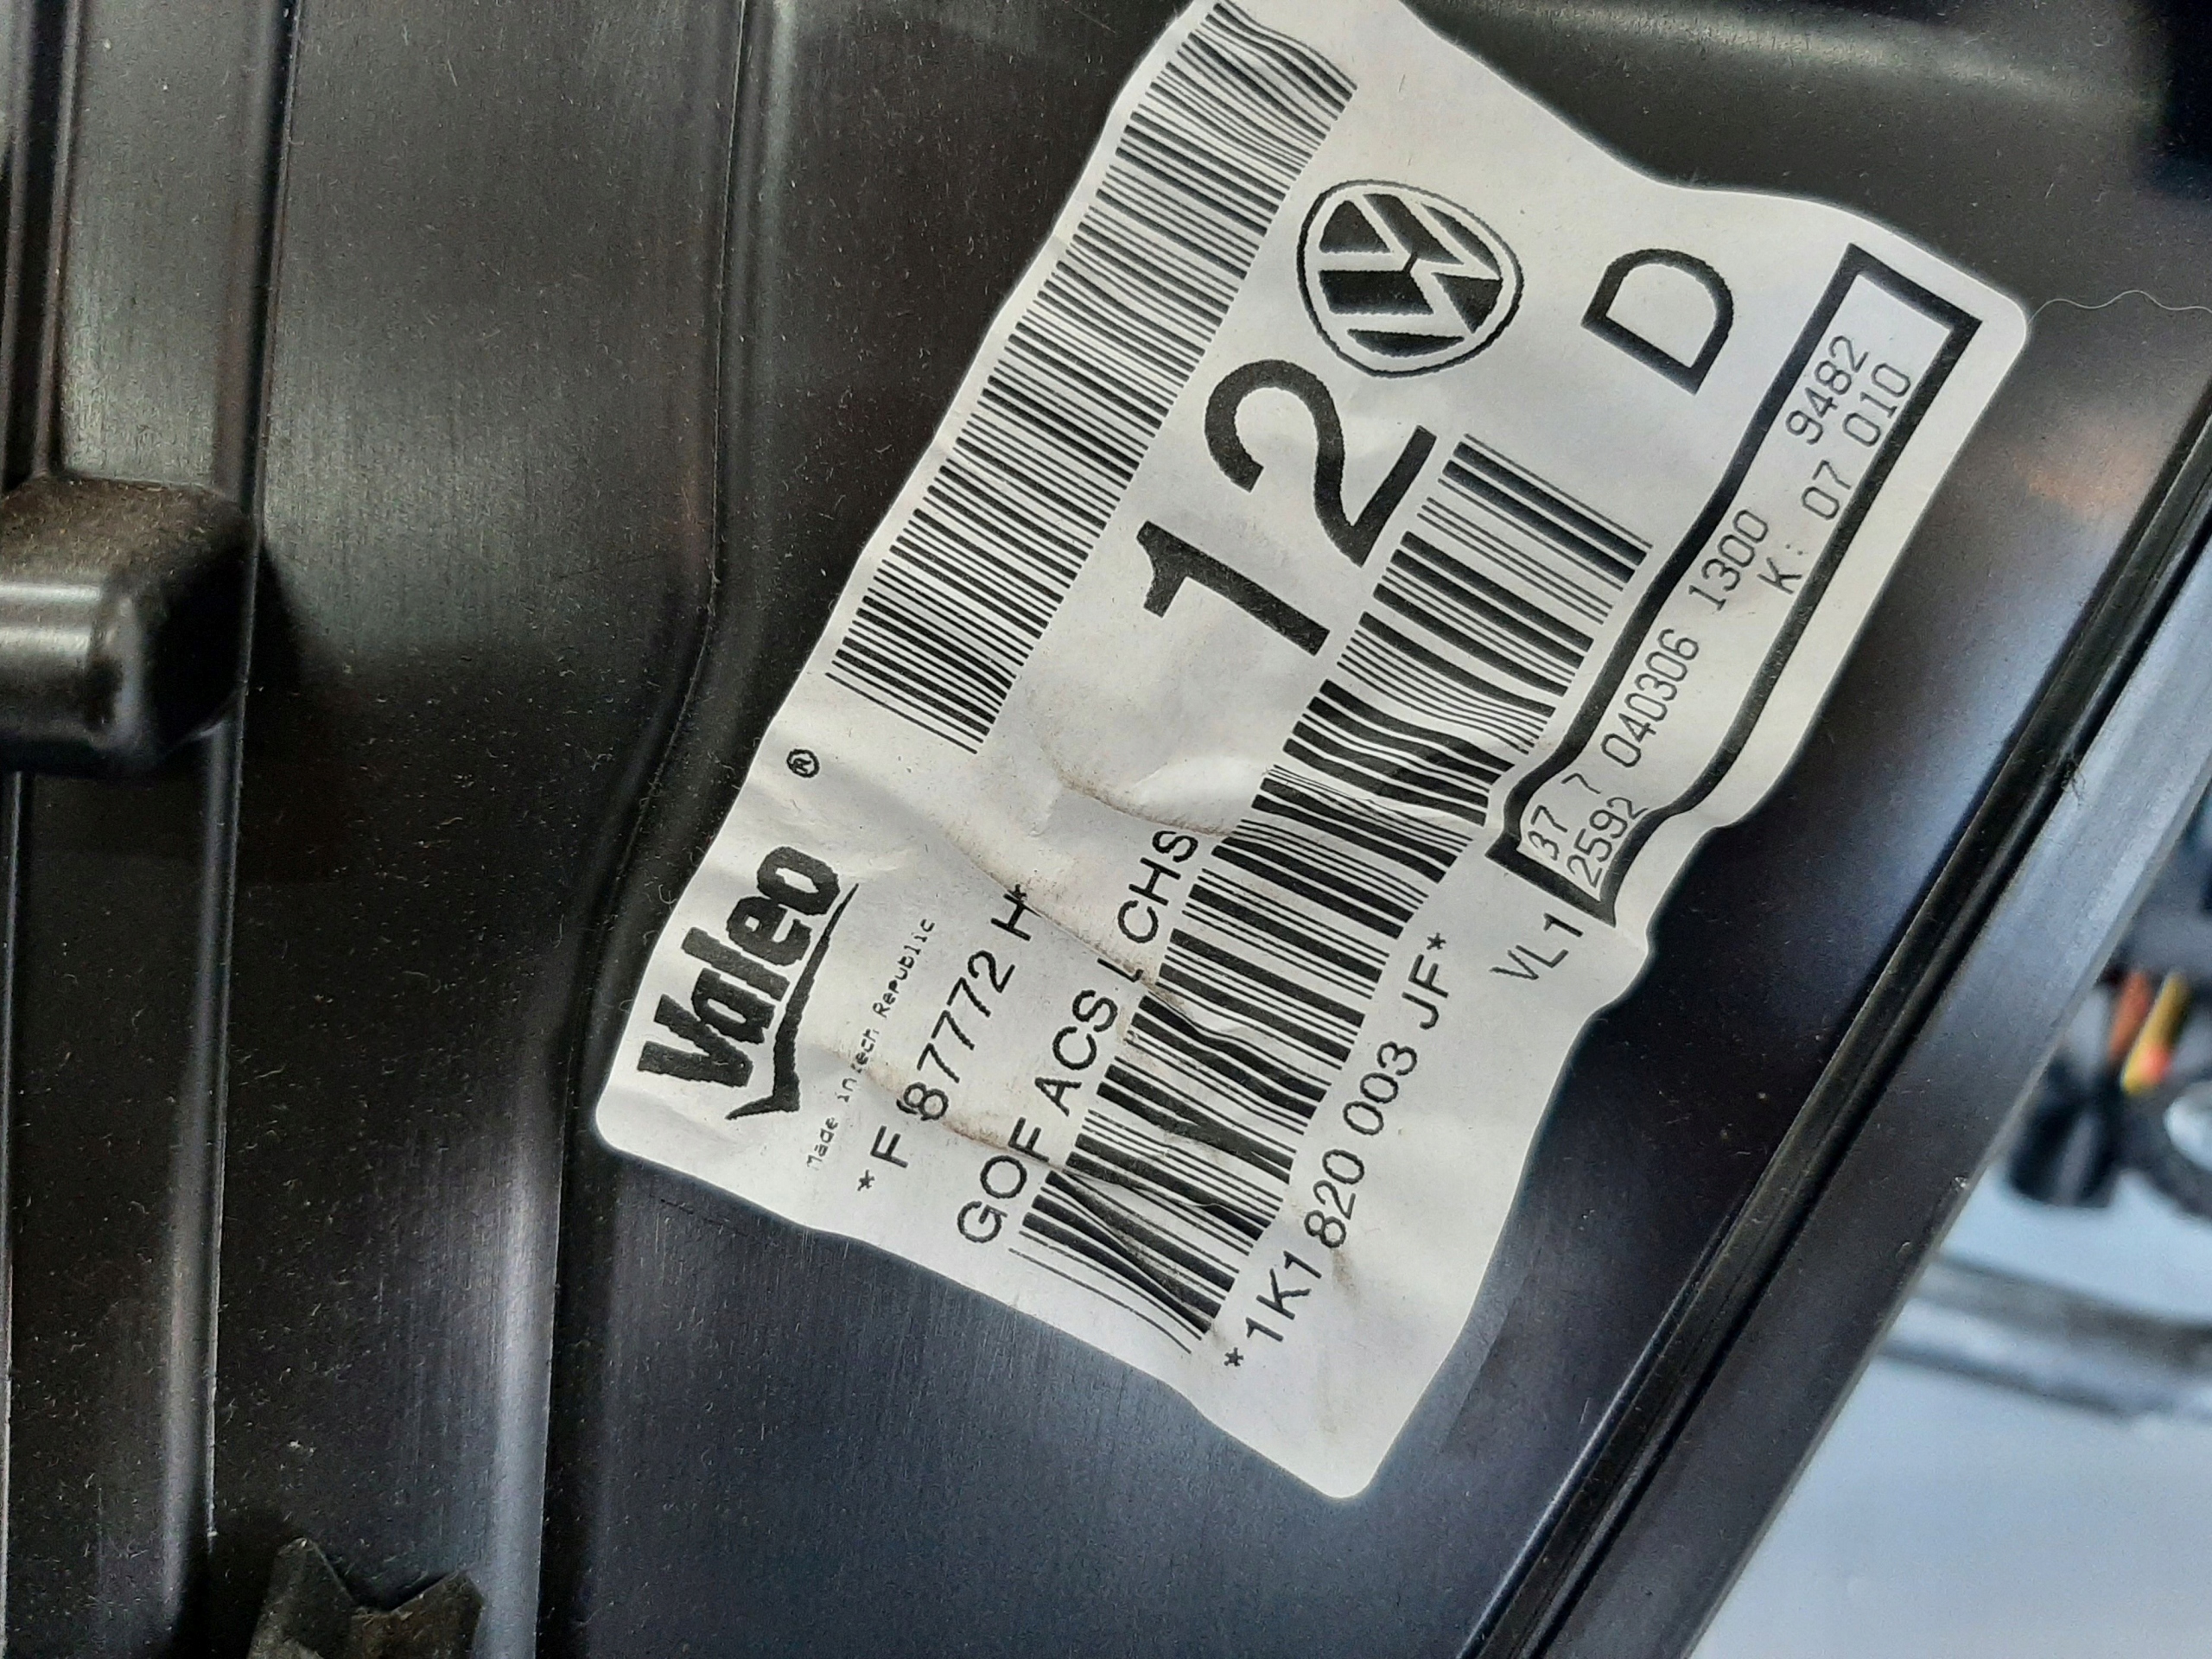 Valeo ®
Made in Czech Republic
*F 87772 H*
GOF ACS LCHS
12
D
*1K1 820 003 JF*
VL1
37 7 040306 1300 9482
2592 K: 07 010